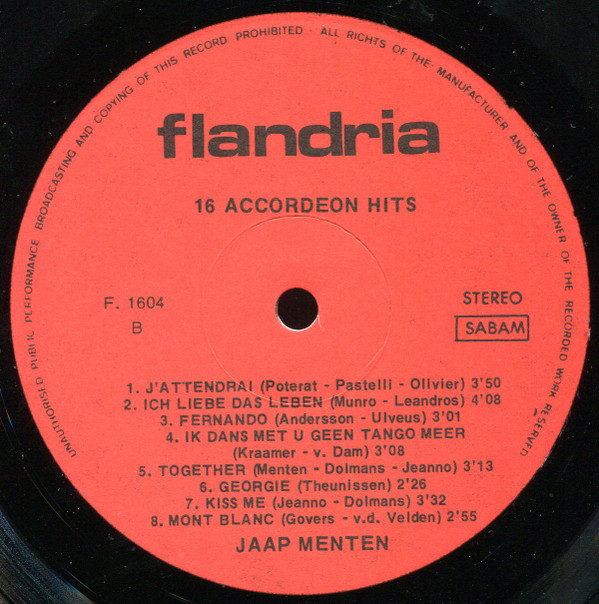 UNAUTHORISED PUBLIC PERFORMANCE BROADCASTING AND COPYING OF THIS RECORD PROHIBITED - ALL RIGHTS OF THE MANUFACTURER AND OF THE OWNER OF THE RECORDED WORK RESERVED
flandria
16 ACCORDEON HITS
F. 1604
B
STEREO
SABAM
1. J'ATTENDRAI (Poterat - Pastelli - Olivier) 3'50
2. ICH LIEBE DAS LEBEN (Munro - Leandros) 4'08
3. FERNANDO (Andersson - Ulveus) 3'01
4. IK DANS MET U GEEN TANGO MEER
(Kraamer - v. Dam) 3'08
5. TOGETHER (Menten - Dolmans - Jeanno) 3'13
6. GEORGIE (Theunissen) 2'26
7. KISS ME (Jeanno - Dolmans) 3'32
8. MONT BLANC (Govers - v.d. Velden) 2'55
JAAP MENTEN